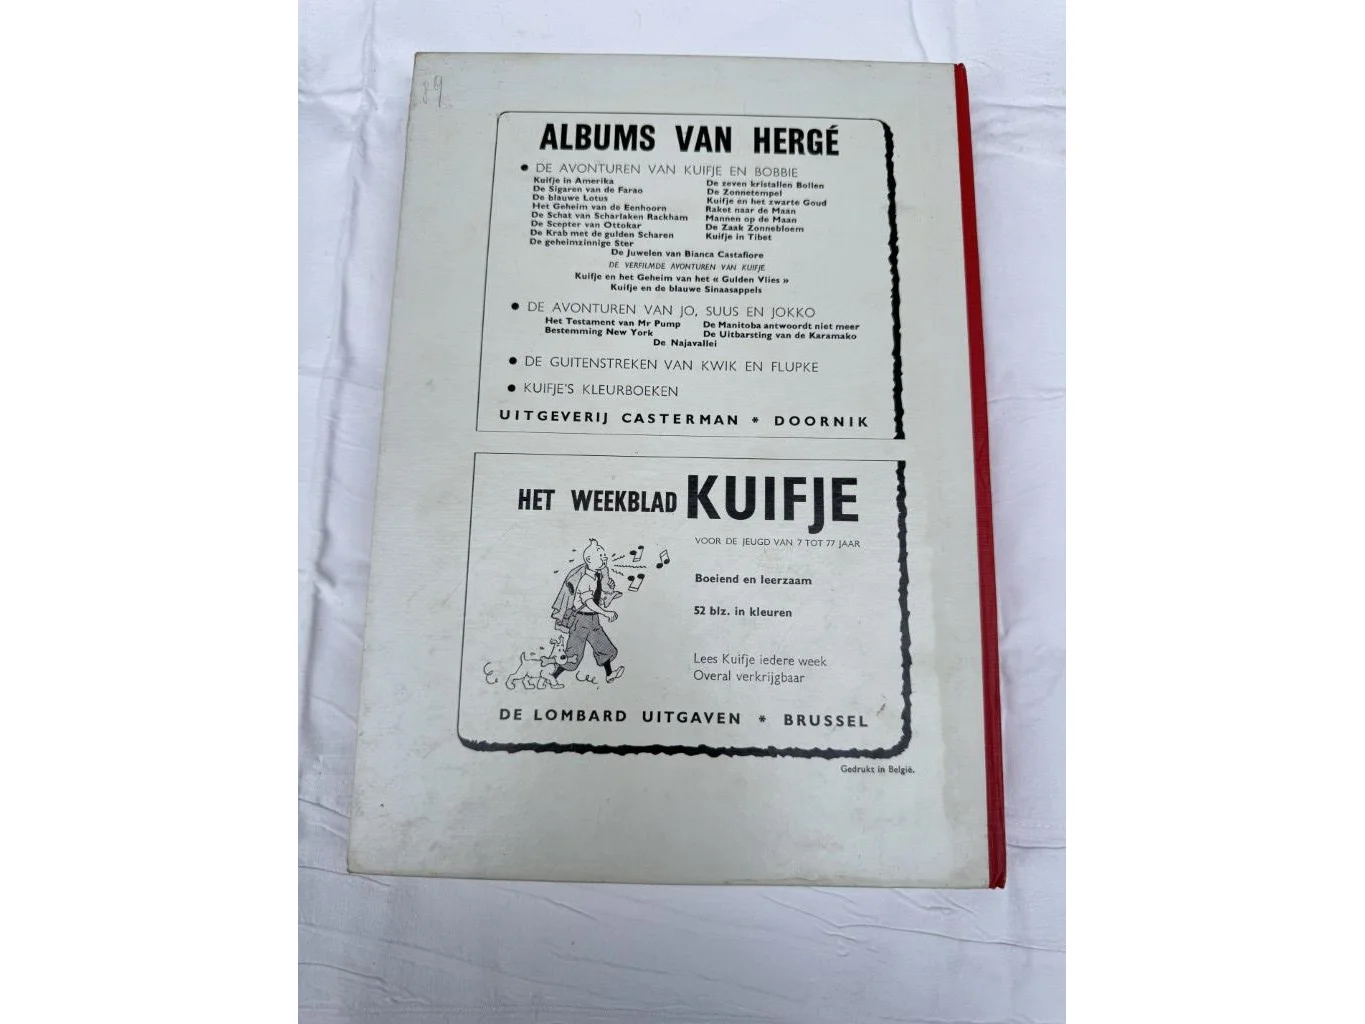 89
ALBUMS VAN HERGÉ
DE AVONTUREN VAN KUIFJE EN BOBBIE
Kuifje in Amerika
De Sigaren van de Farao
De blauwe Lotus
Het Geheim van de Eenhoorn
De Schat van Scharlaken Rackham
De Scepter van Ottokar
De Krab met de gulden Scharen
De geheimzinnige Ster
De zeven kristallen Bollen
De Zonnetempel
Kuifje en het zwarte Goud
Raket naar de Maan
Mannen op de Maan
De Zaak Zonnebloem
Kuifje in Tibet
De Juwelen van Bianca Castafiore
DE VERFILMDE AVONTUREN VAN KUIFJE
Kuifje en het Geheim van het « Gulden Vlies »
Kuifje en de blauwe Sinaasappels
DE AVONTUREN VAN JO, SUUS EN JOKKO
Het Testament van Mr Pump
Bestemming New York
De Manitoba antwoordt niet meer
De Uitbarsting van de Karamako
De Najavallei
DE GUITENSTREKEN VAN KWIK EN FLUPKE
KUIFJE'S KLEURBOEKEN
UITGEVERIJ CASTERMAN * DOORNIK
HET WEEKBLAD KUIFJE
VOOR DE JEUGD VAN 7 TOT 77 JAAR
Boeiend en leerzaam
52 blz. in kleuren
Lees Kuifje iedere week
Overal verkrijgbaar
DE LOMBARD UITGAVEN * BRUSSEL
Gedrukt in België.